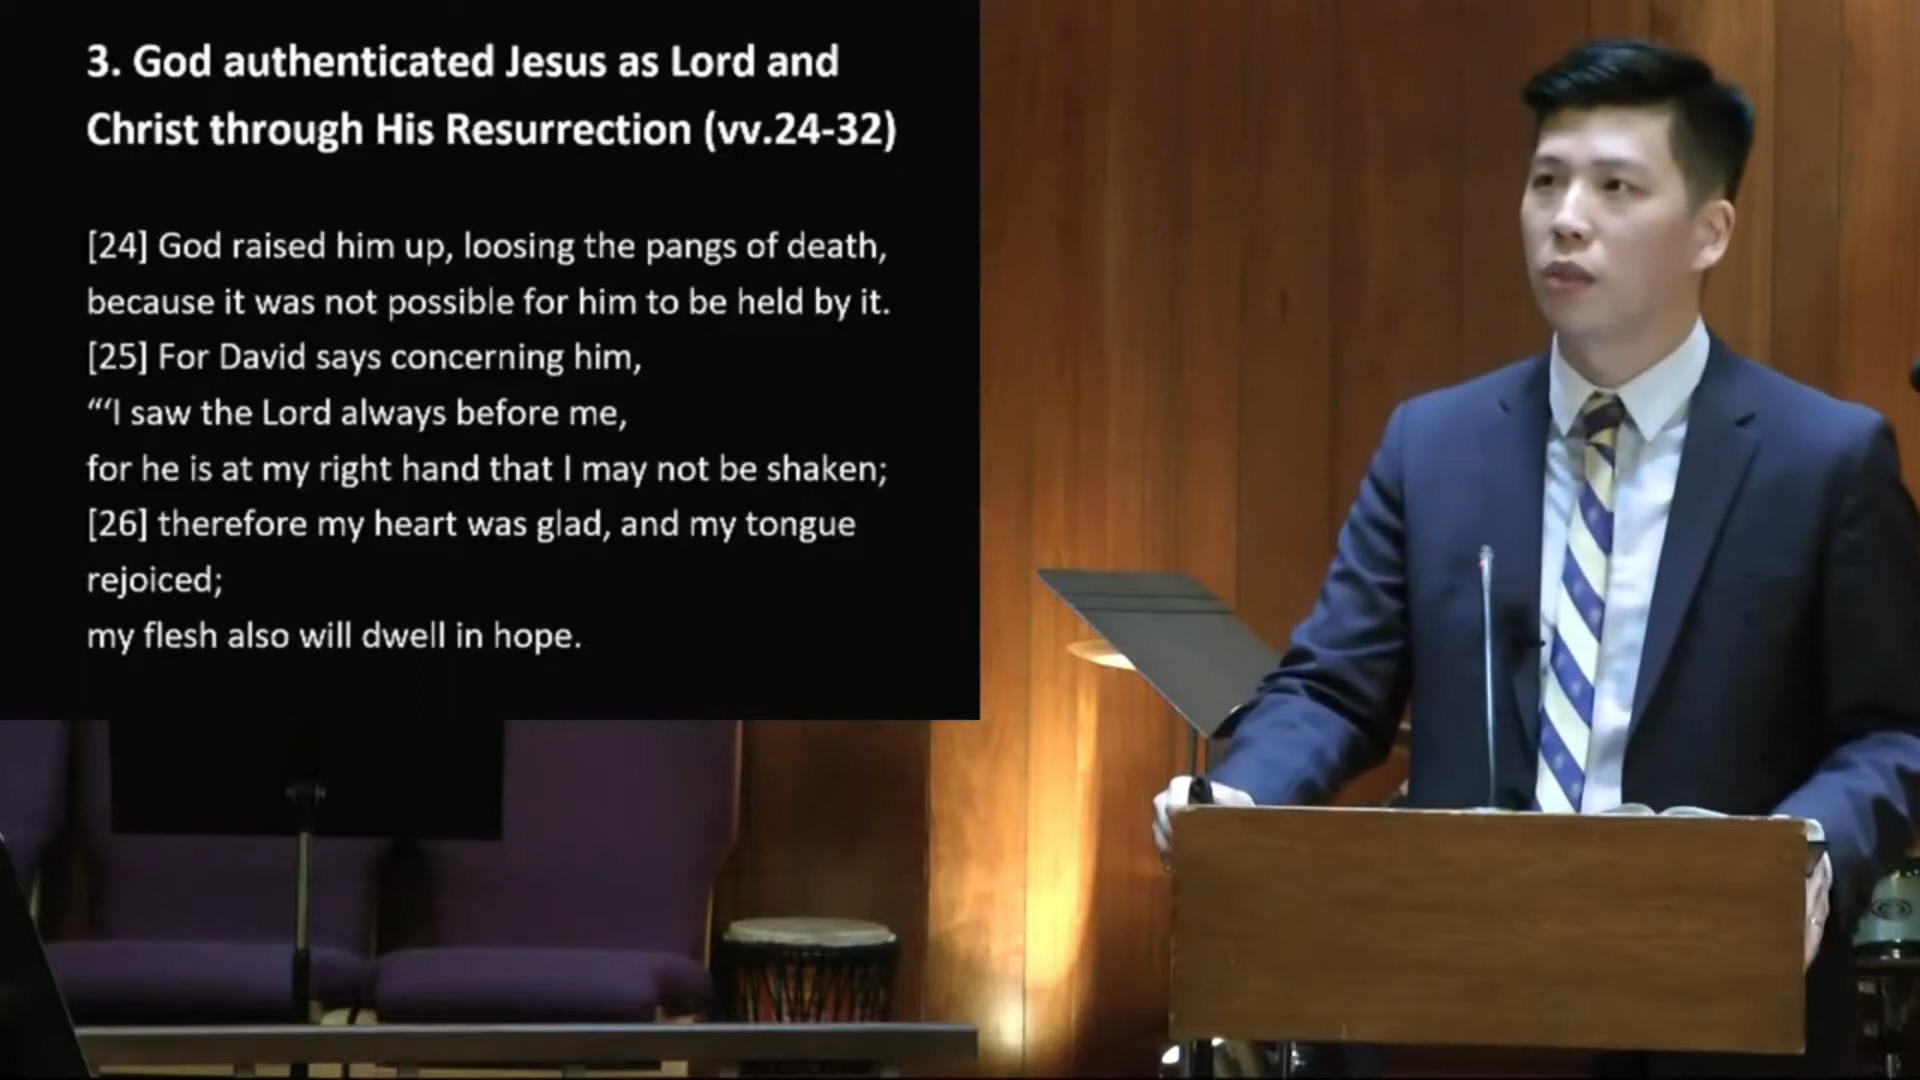 3. God authenticated Jesus as Lord and
Christ through His Resurrection (vv.24-32)
[24] God raised him up, loosing the pangs of death,
because it was not possible for him to be held by it.
[25] For David says concerning him,
“‘I saw the Lord always before me,
for he is at my right hand that I may not be shaken;
[26] therefore my heart was glad, and my tongue
rejoiced;
my flesh also will dwell in hope.